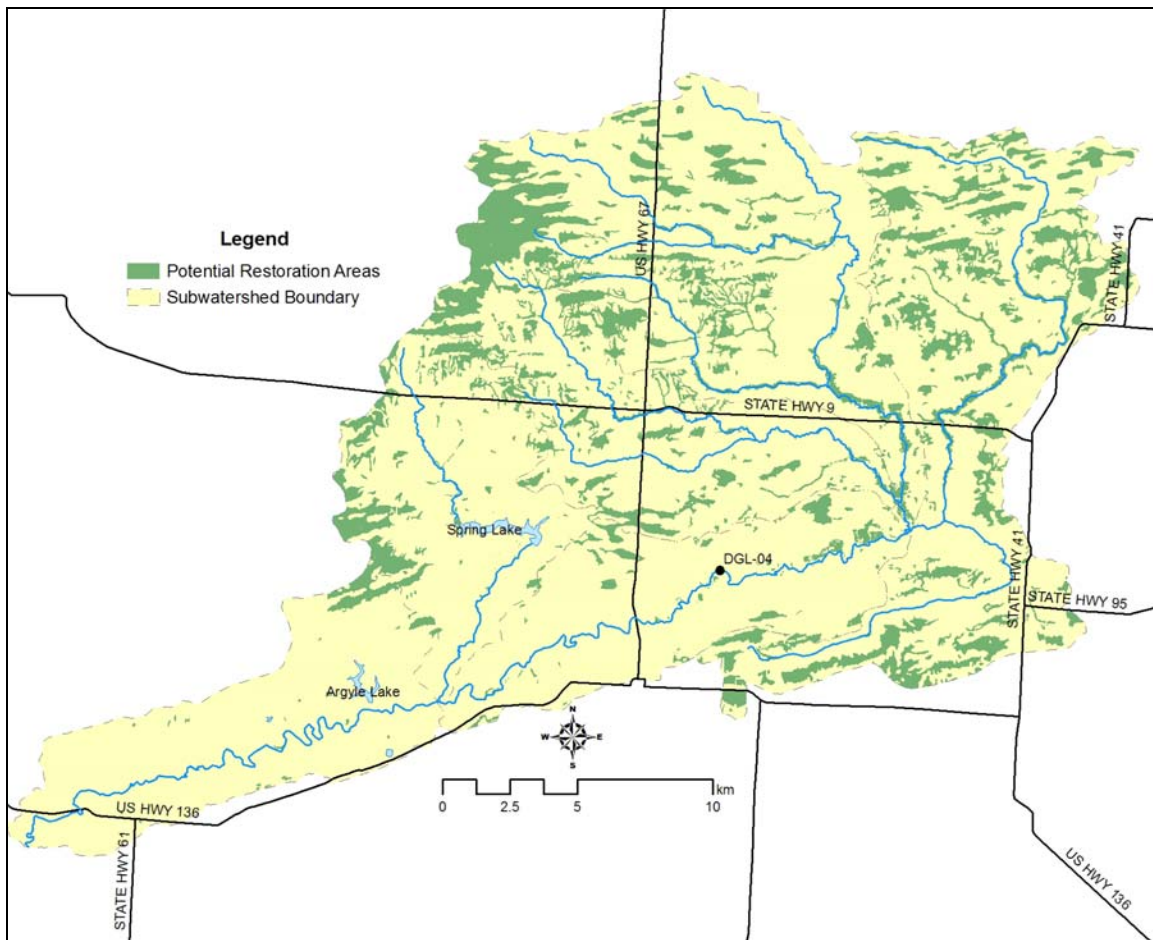 US HWY 67
STATE HWY 41
Legend
Potential Restoration Areas
Subwatershed Boundary
STATE HWY 9
Spring Lake
DGL-04
STATE HWY 41
STATE HWY 95
Argyle Lake
N
W E
S
km
0 2.5 5 10
US HWY 136
STATE HWY 61
US HWY 136